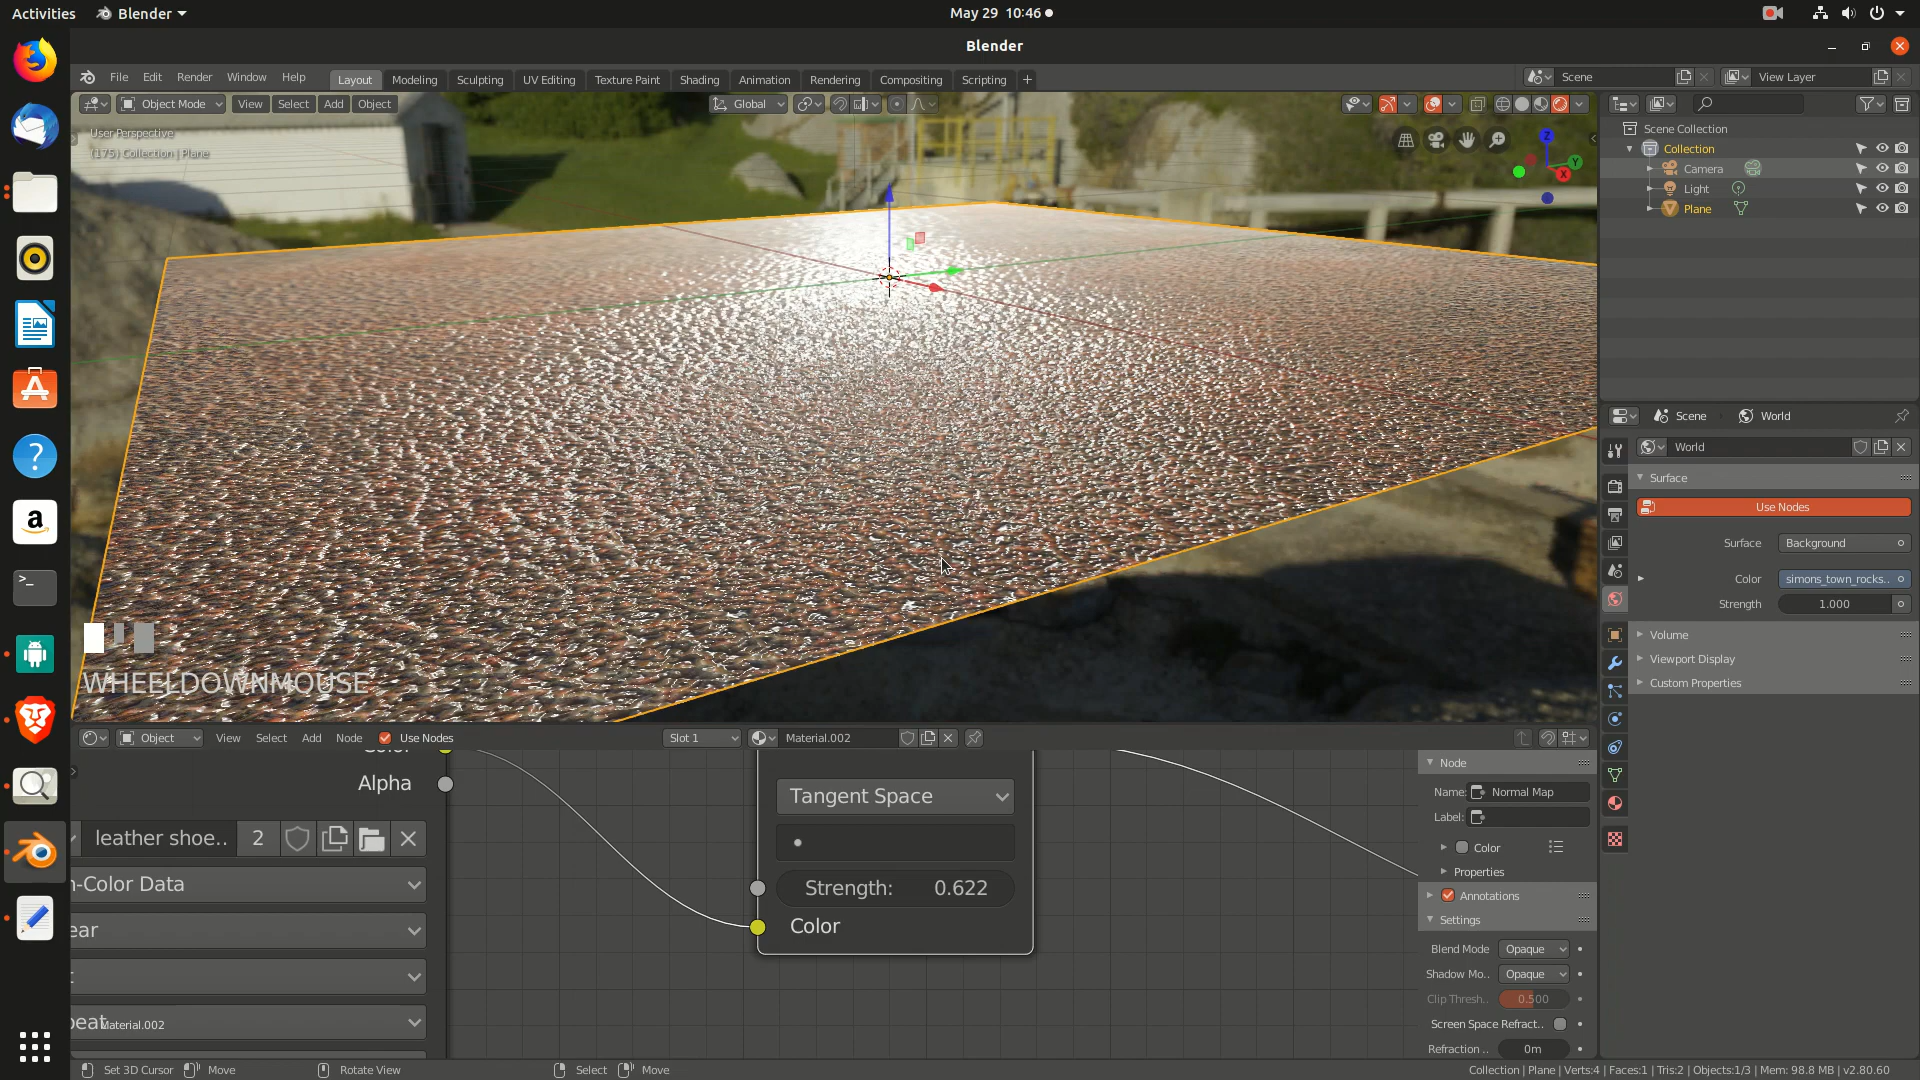 Activities Blender May 29 10:46
Blender
File Edit Render Window Help Layout Modeling Sculpting UV Editing Texture Paint Shading Animation Rendering Compositing Scripting + Scene View Layer
Object Mode View Select Add Object Global
User Perspective
(175) Collection | Plane
Z
Y
X
Scene Collection
Collection
Camera
Light
Plane
Scene World
World
Surface
Use Nodes
Surface Background
Color simons_town_rocks..
Strength 1.000
Volume
Viewport Display
Custom Properties
WHEELDOWNMOUSE
Object View Select Add Node Use Nodes Slot 1 Material.002
Alpha
leather shoe.. 2
n-Color Data
ear
t
peat
Material.002
Tangent Space
Strength: 0.622
Color
Node
Name: Normal Map
Label:
Color
Properties
Annotations
Settings
Blend Mode Opaque
Shadow Mo.. Opaque
Clip Thresh.. 0.500
Screen Space Refract..
Refraction .. 0m
Set 3D Cursor Move Rotate View Select Move Collection | Plane | Verts:4 | Faces:1 | Tris:2 | Objects:1/3 | Mem: 98.8 MB | v2.80.60